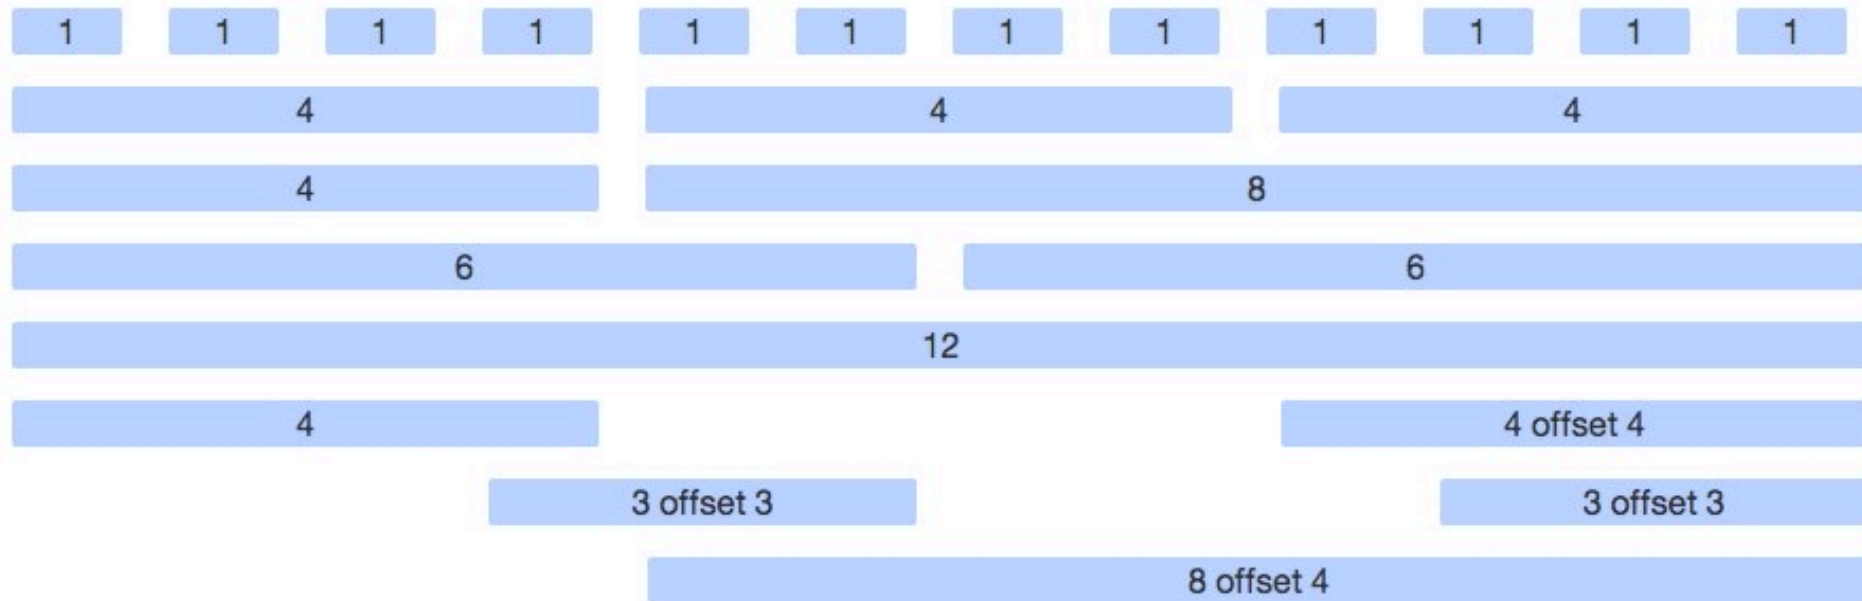 1 1 1 1 1 1 1 1 1 1 1 1
4 4 4
4 8
6 6
12
4 4 offset 4
3 offset 3 3 offset 3
8 offset 4